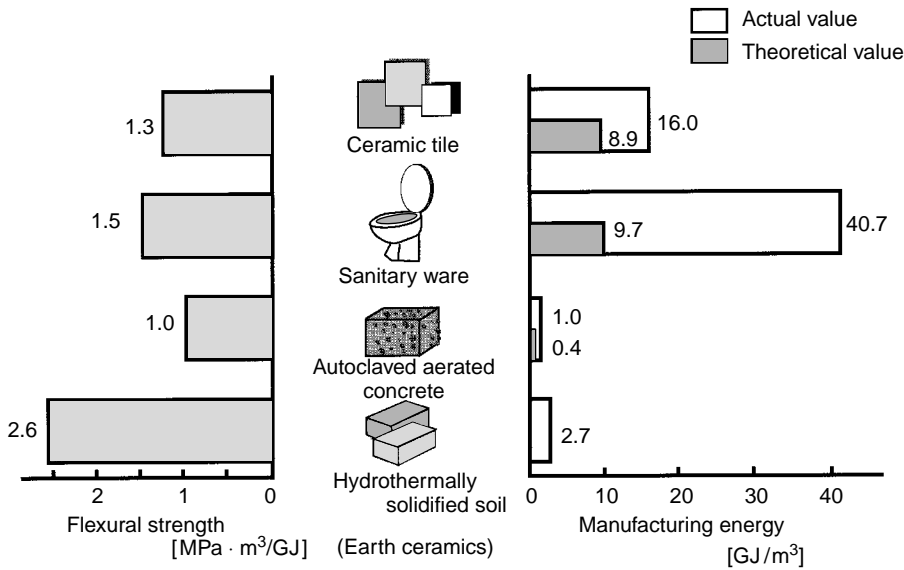 Actual value
Theoretical value
1.3
Ceramic tile
16.0
8.9
1.5
Sanitary ware
9.7
40.7
1.0
Autoclaved aerated
concrete
1.0
0.4
2.6
Hydrothermally
solidified soil
2.7
2 1 0
0 10 20 30 40
Flexural strength
[MPa · m³/GJ]
(Earth ceramics)
Manufacturing energy
[GJ/m³]